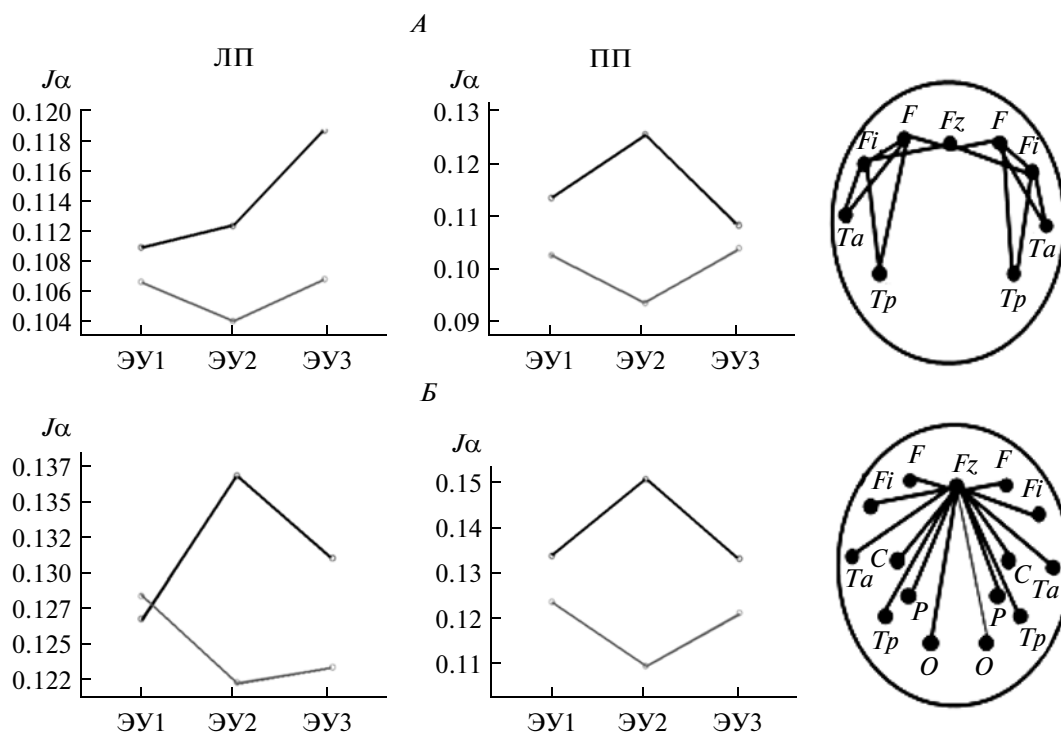 А
ЛП
ПП
Jα
0.120
0.118
0.116
0.114
0.112
0.108
0.106
0.104
ЭУ1 ЭУ2 ЭУ3
Jα
0.13
0.12
0.11
0.10
0.09
ЭУ1 ЭУ2 ЭУ3
F Fz F
Fi Fi
Ta Ta
Tp Tp
Б
Jα
0.137
0.135
0.132
0.130
0.127
0.125
0.122
ЭУ1 ЭУ2 ЭУ3
Jα
0.15
0.14
0.13
0.12
0.11
ЭУ1 ЭУ2 ЭУ3
F Fz F
Fi Fi
Ta C C Ta
P P
Tp Tp
O O